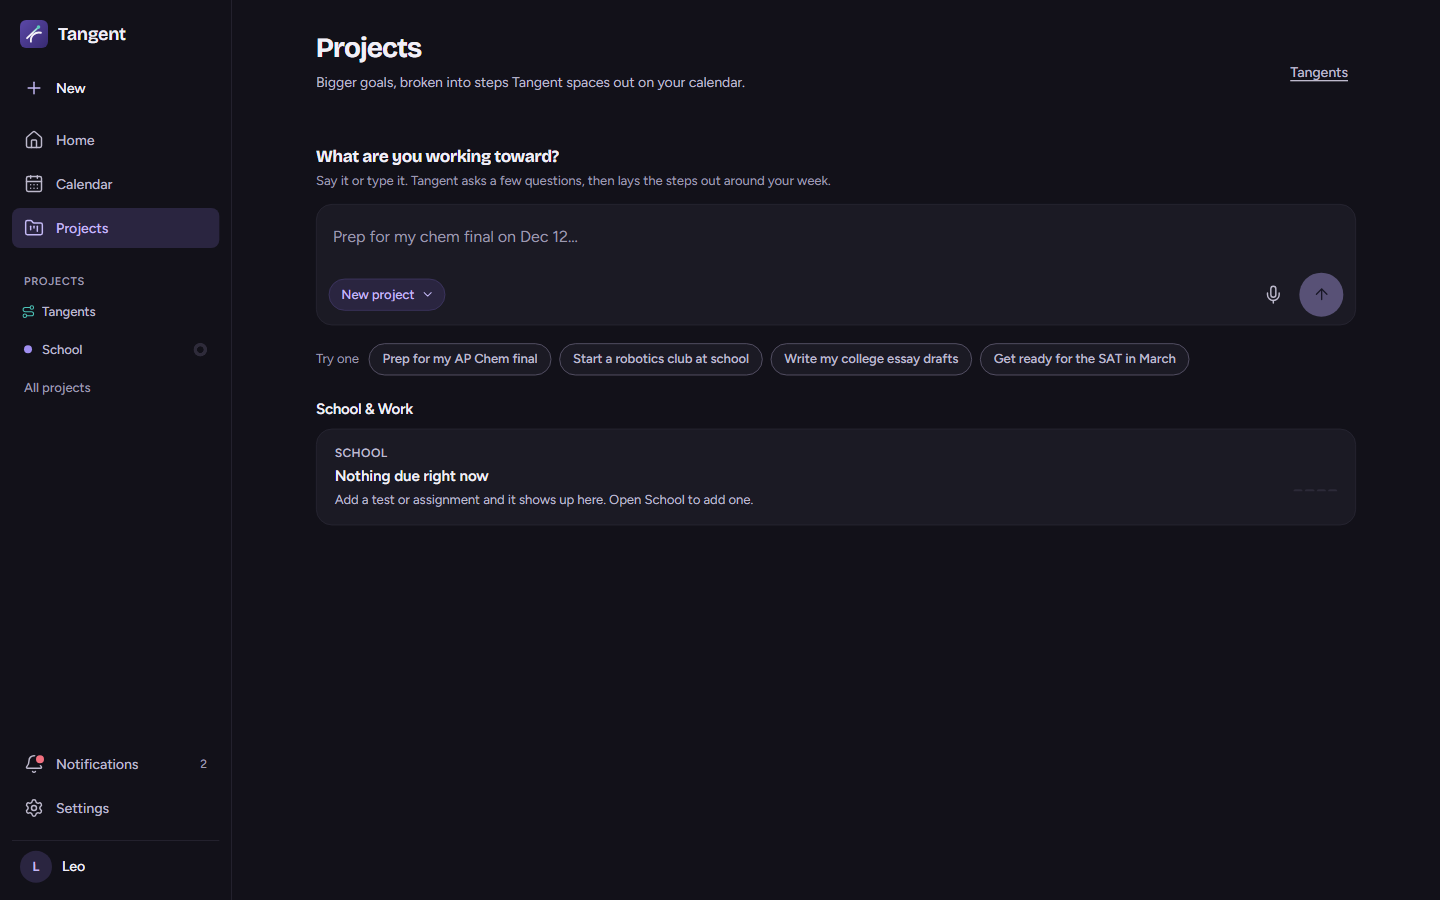 Tangent
New
Home
Calendar
Projects
PROJECTS
Tangents
School
All projects
Notifications 2
Settings
L Leo
Projects
Bigger goals, broken into steps Tangent spaces out on your calendar.
Tangents
What are you working toward?
Say it or type it. Tangent asks a few questions, then lays the steps out around your week.
Prep for my chem final on Dec 12...
New project
Try one Prep for my AP Chem final Start a robotics club at school Write my college essay drafts Get ready for the SAT in March
School & Work
SCHOOL
Nothing due right now
Add a test or assignment and it shows up here. Open School to add one.